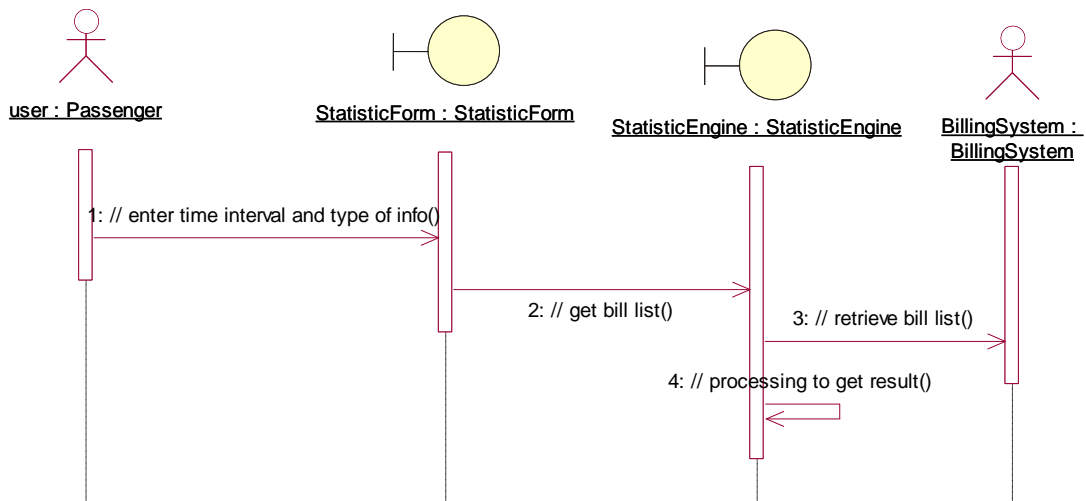 user : Passenger
StatisticForm : StatisticForm
StatisticEngine : StatisticEngine
BillingSystem :
BillingSystem
1: // enter time interval and type of info()
2: // get bill list()
3: // retrieve bill list()
4: // processing to get result()